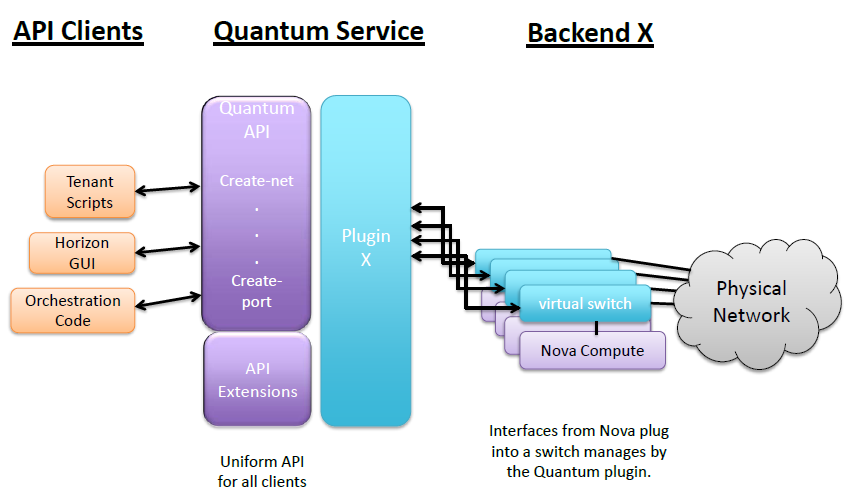 API Clients
Quantum Service
Backend X
Quantum
API
Create-net
.
.
.
Create-
port
API
Extensions
Plugin
X
Tenant
Scripts
Horizon
GUI
Orchestration
Code
virtual switch
Nova Compute
Physical
Network
Uniform API
for all clients
Interfaces from Nova plug
into a switch manages by
the Quantum plugin.